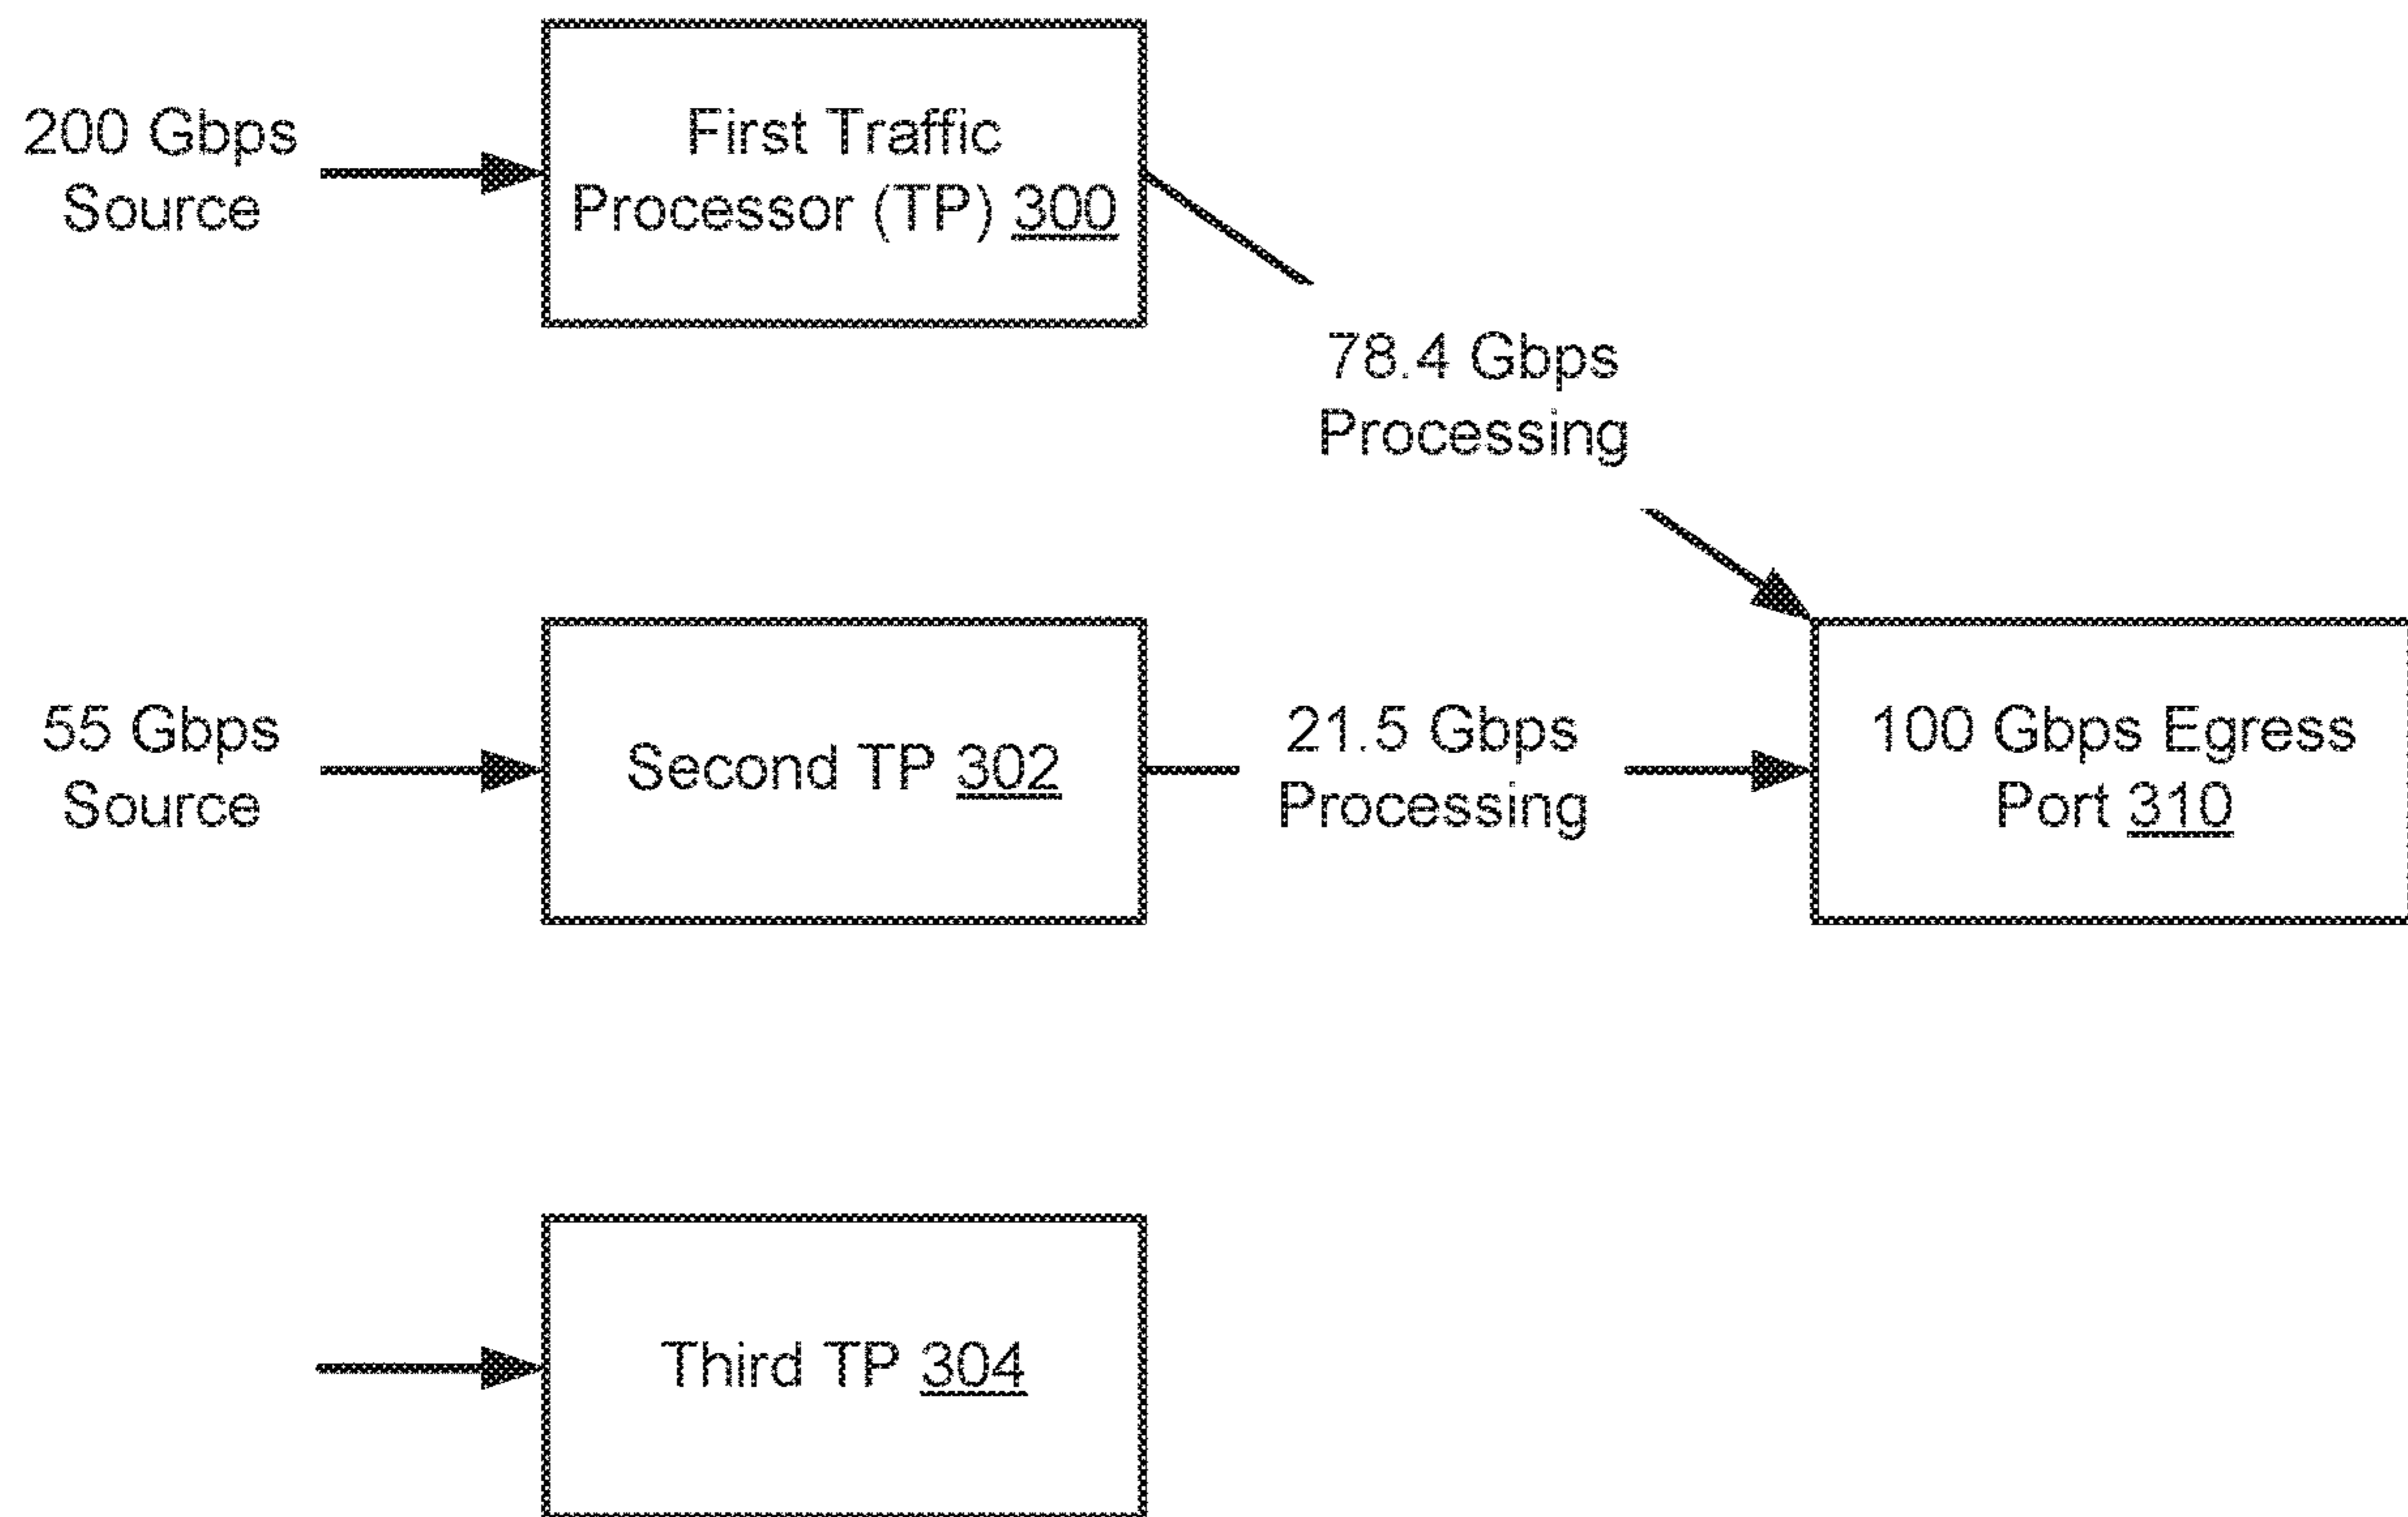 200 Gbps
Source
First Traffic
Processor (TP) 300
78.4 Gbps
Processing
55 Gbps
Source
Second TP 302
21.5 Gbps
Processing
100 Gbps Egress
Port 310
Third TP 304